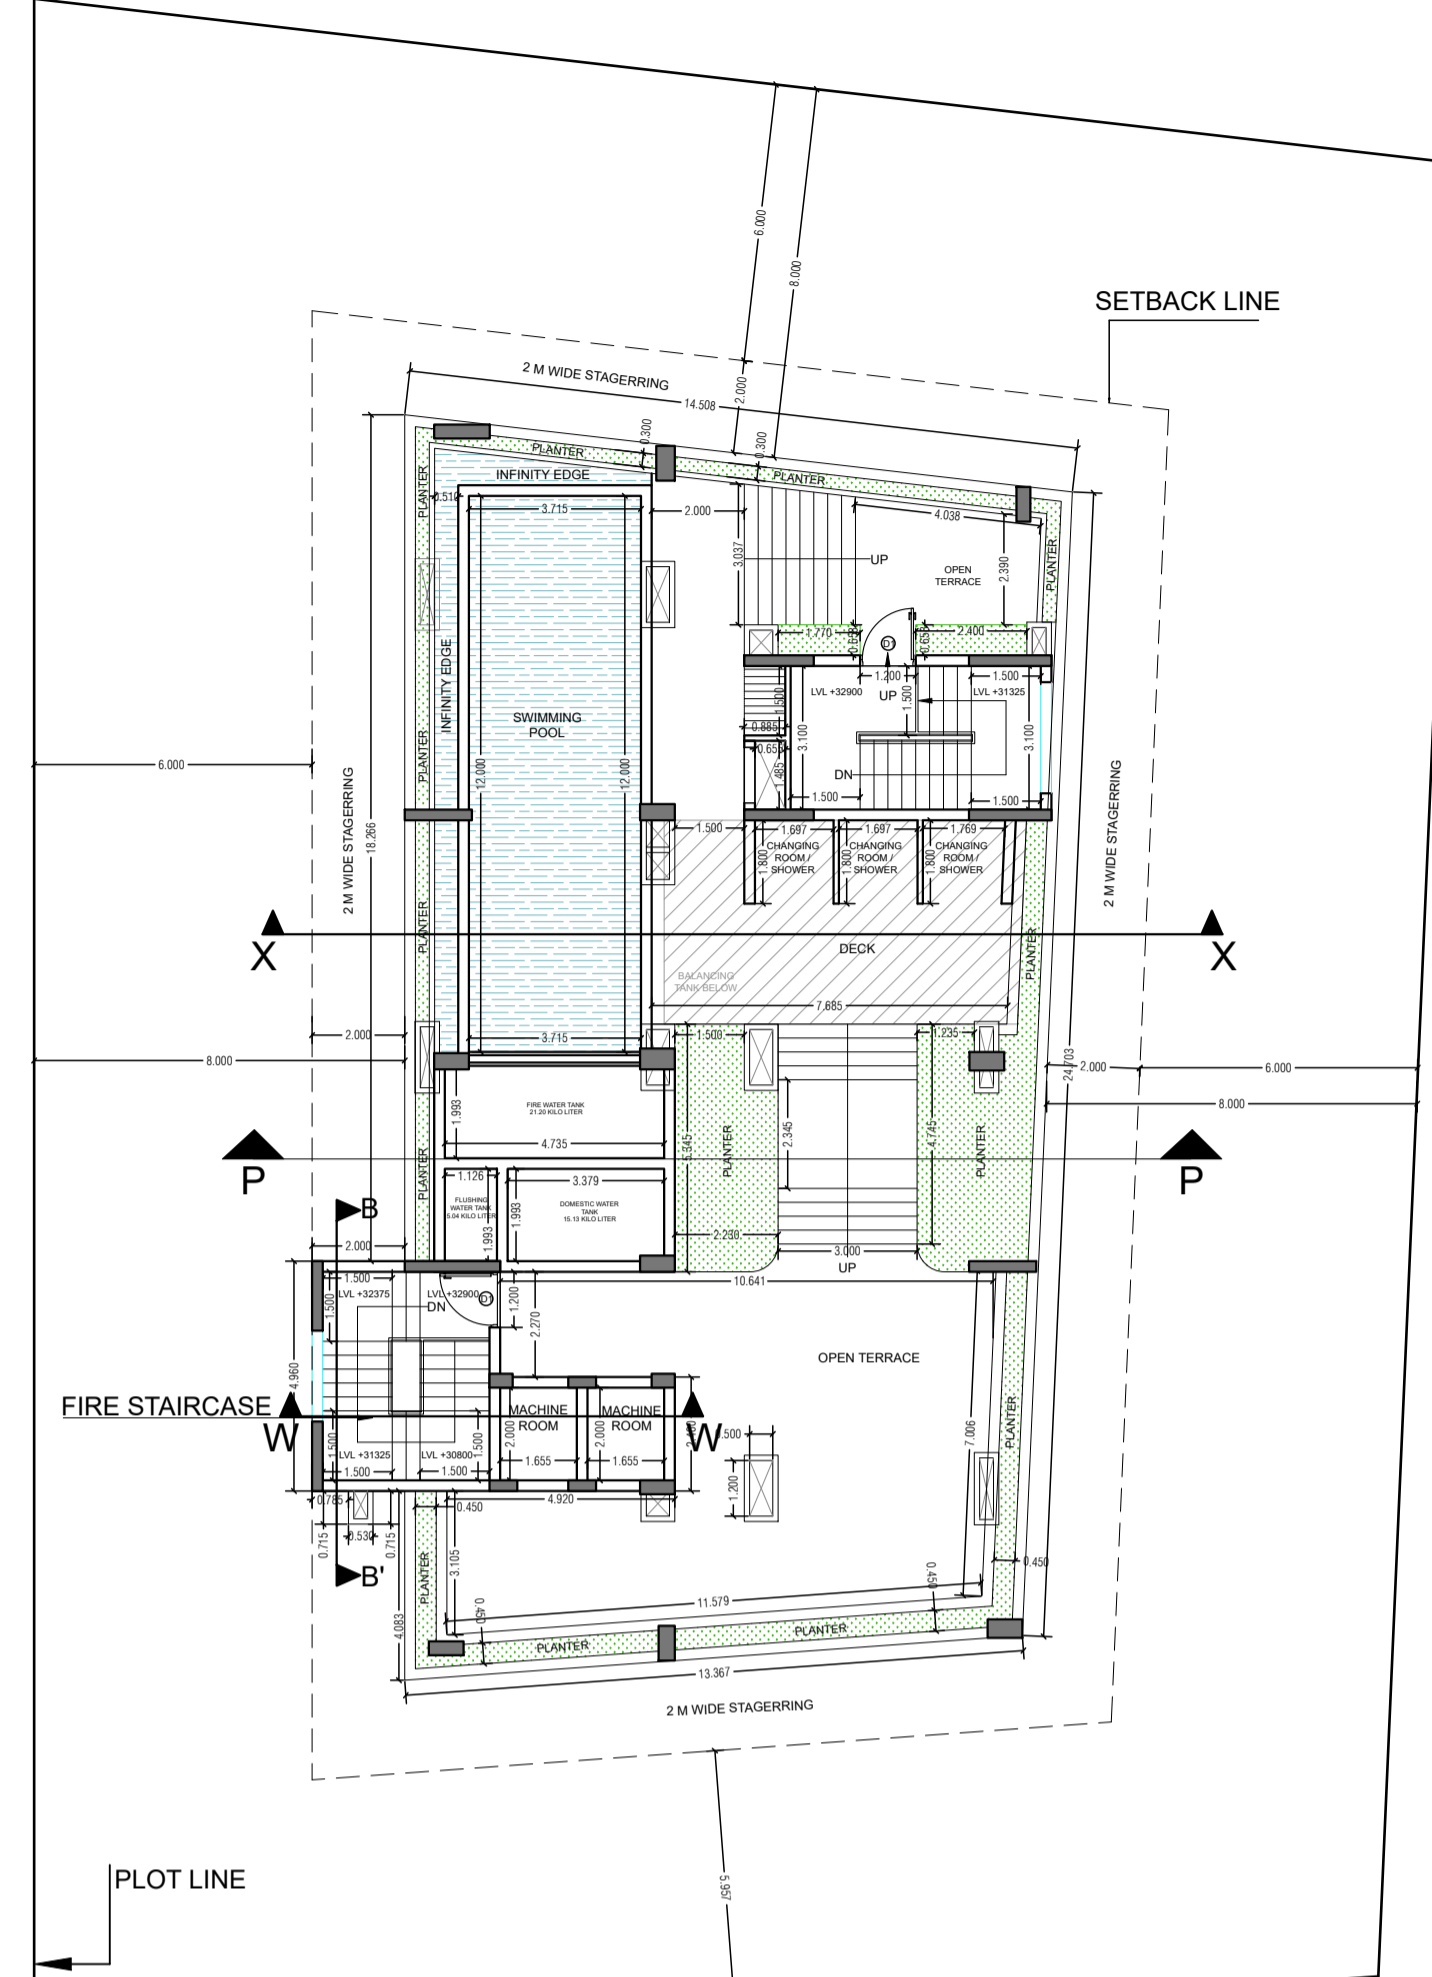 6.000
8.000
SETBACK LINE
2 M WIDE STAGERRING
2.000
14.508
0.300
0.300
PLANTER
PLANTER
INFINITY EDGE
PLANTER
0.510
3.715
2.000
4.038
UP
3.037
OPEN
TERRACE
2.390
PLANTER
1.770
0.653
D1
0.653
2.400
INFINITY EDGE
SWIMMING
POOL
1.200
1.500
LVL +32900
UP
LVL +31325
1.500
1.500
0.885
3.100
3.100
0.653
1.485
DN
1.500
1.500
12.000
12.000
PLANTER
6.000
2 M WIDE STAGERRING
18.266
2 M WIDE STAGERRING
1.500
1.697
1.697
1.769
CHANGING
ROOM /
SHOWER
CHANGING
ROOM /
SHOWER
CHANGING
ROOM /
SHOWER
1.800
1.800
1.800
PLANTER
X
X
DECK
PLANTER
BALANCING
TANK BELOW
7.685
2.000
3.715
1.500
1.235
8.000
24.703
2.000
6.000
8.000
1.993
FIRE WATER TANK
21.20 KILO LITER
4.735
5.345
PLANTER
2.345
4.745
PLANTER
P
P
PLANTER
1.126
3.379
FLUSHING
WATER TANK
5.04 KILO LITER
1.993
1.993
DOMESTIC WATER
TANK
15.13 KILO LITER
B
2.000
2.230
3.000
UP
1.500
LVL +32375
LVL +32900
DN
D1
1.500
1.200
10.641
2.270
OPEN TERRACE
4.960
FIRE STAIRCASE
W
W
MACHINE
ROOM
MACHINE
ROOM
2.000
2.000
1.655
1.655
1.500
1.500
LVL +31325
LVL +30800
1.500
1.500
0.500
1.200
7.006
PLANTER
0.785
0.450
4.920
0.715
0.530
0.715
B'
PLANTER
3.105
0.450
0.450
0.450
11.579
4.083
PLANTER
PLANTER
13.367
2 M WIDE STAGERRING
5.957
PLOT LINE